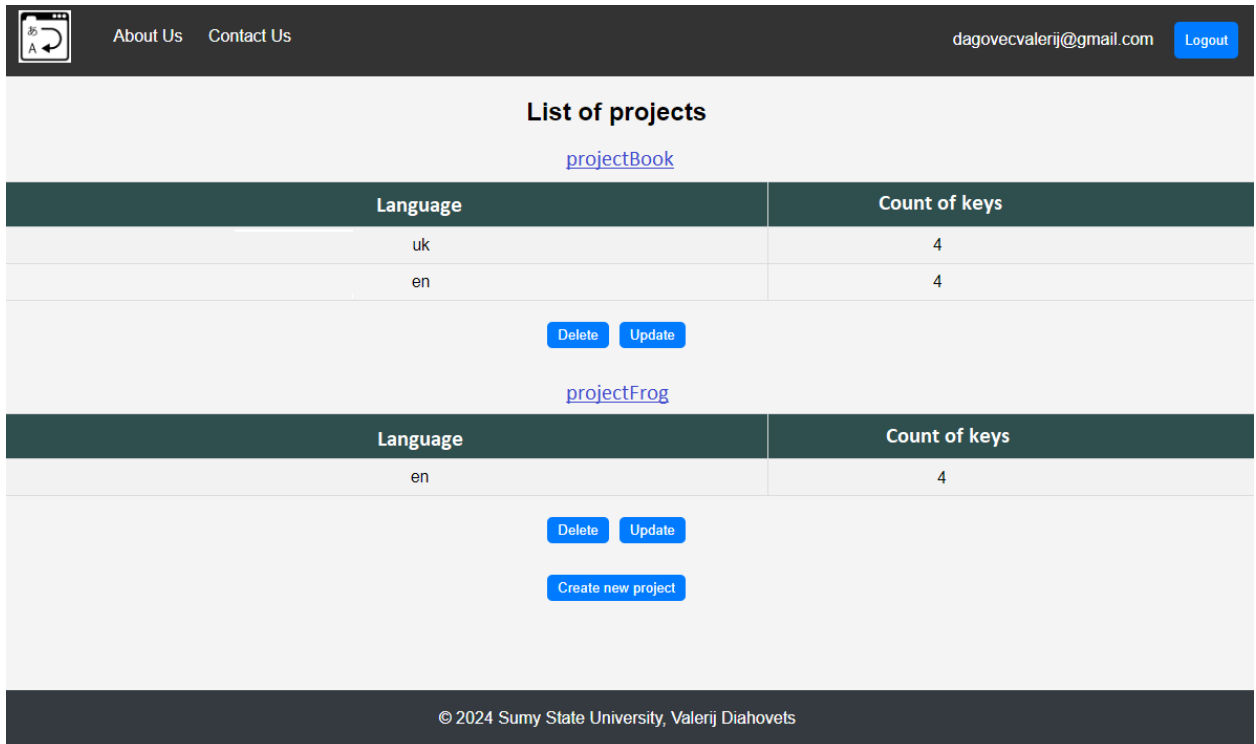 あ
A
About Us Contact Us dagovecvalerij@gmail.com Logout
List of projects
projectBook
Language Count of keys
uk 4
en 4
Delete Update
projectFrog
Language Count of keys
en 4
Delete Update
Create new project
© 2024 Sumy State University, Valerij Diahovets